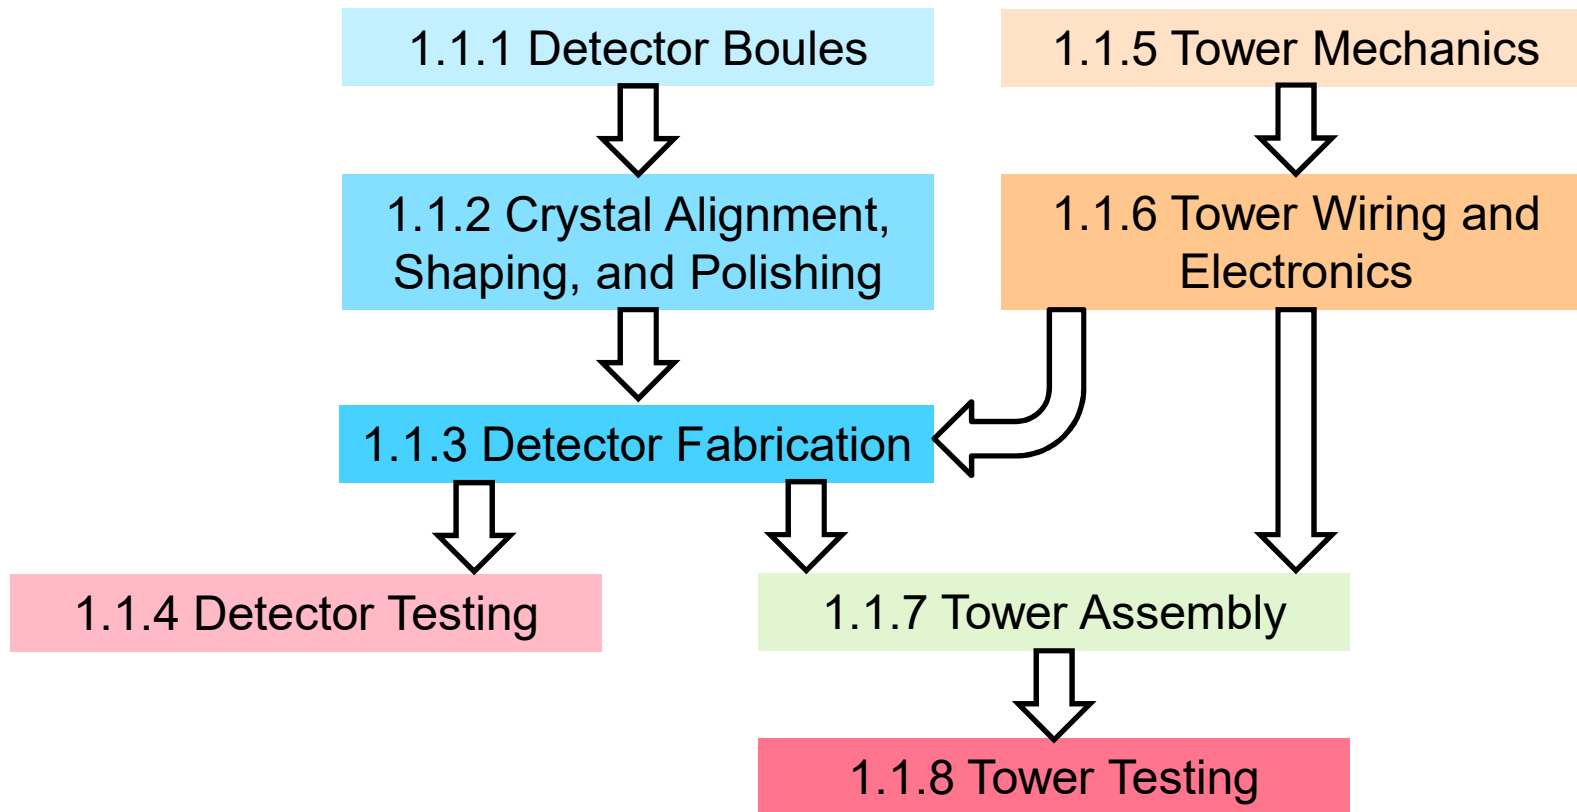 1.1.1 Detector Boules
1.1.5 Tower Mechanics
1.1.2 Crystal Alignment,
Shaping, and Polishing
1.1.6 Tower Wiring and
Electronics
1.1.3 Detector Fabrication
1.1.4 Detector Testing
1.1.7 Tower Assembly
1.1.8 Tower Testing